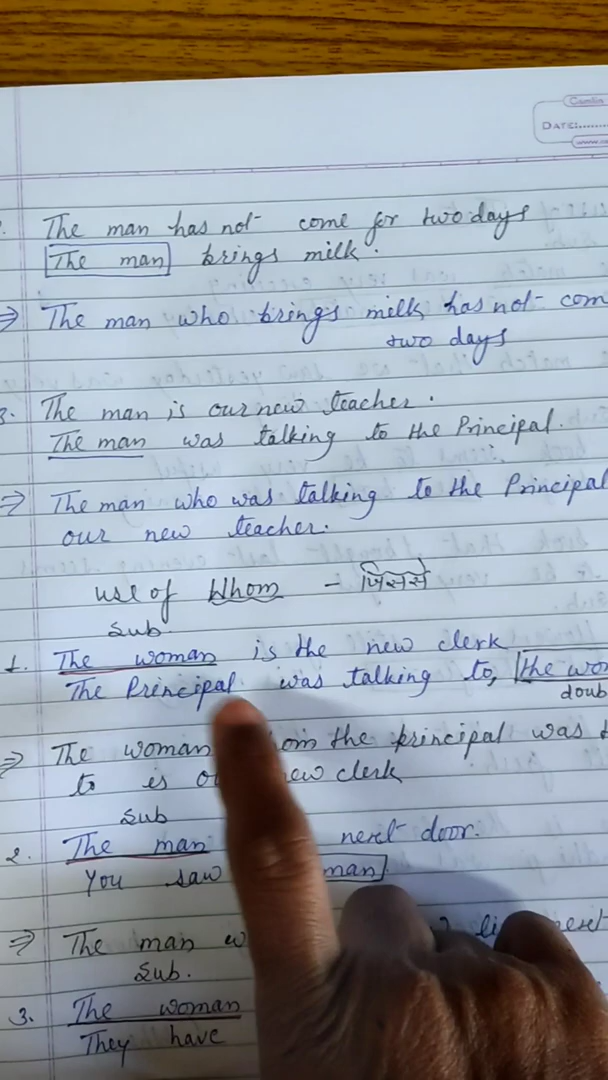 Camlin
DATE:......
The man has not come for two days
The man brings milk.
⇒ The man who brings milk has not com
two days
3. The man is our new teacher.
The man was talking to the Principal.
⇒ The man who was talking to the Principal
our new teacher.
use of Whom - जिससे
Sub
1. The woman is the new clerk
The Principal was talking to, the wo
doub
⇒ The woman the principal was
to is new clerk
Sub
2. The man next door.
You saw man
⇒ The man
Sub.
3. The woman
They have